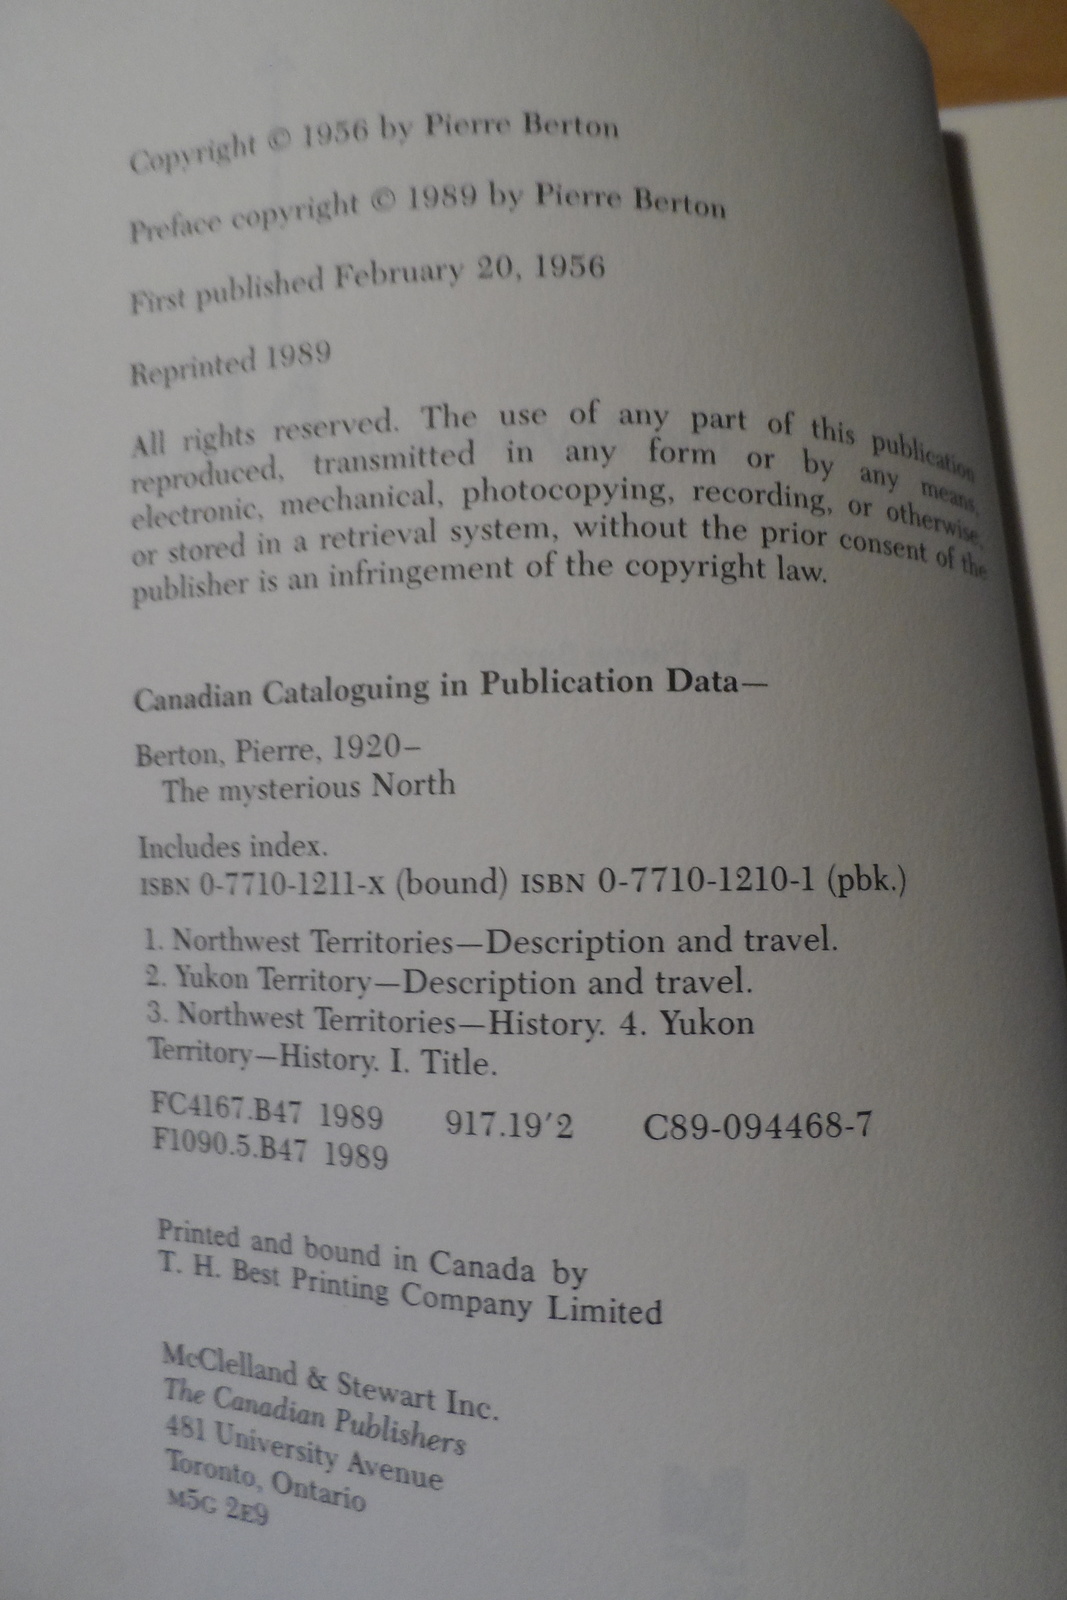 Copyright © 1956 by Pierre Berton
Preface copyright © 1989 by Pierre Berton
First published February 20, 1956
Reprinted 1989
All rights reserved. The use of any part of this publication
reproduced, transmitted in any form or by any means,
electronic, mechanical, photocopying, recording, or otherwise,
or stored in a retrieval system, without the prior consent of the
publisher is an infringement of the copyright law.
Canadian Cataloguing in Publication Data—
Berton, Pierre, 1920–
The mysterious North
Includes index.
ISBN 0-7710-1211-X (bound) ISBN 0-7710-1210-1 (pbk.)
1. Northwest Territories—Description and travel.
2. Yukon Territory—Description and travel.
3. Northwest Territories—History. 4. Yukon
Territory—History. I. Title.
FC4167.B47 1989 917.19′2 C89-094468-7
F1090.5.B47 1989
Printed and bound in Canada by
T. H. Best Printing Company Limited
McClelland & Stewart Inc.
The Canadian Publishers
481 University Avenue
Toronto, Ontario
M5G 2E9